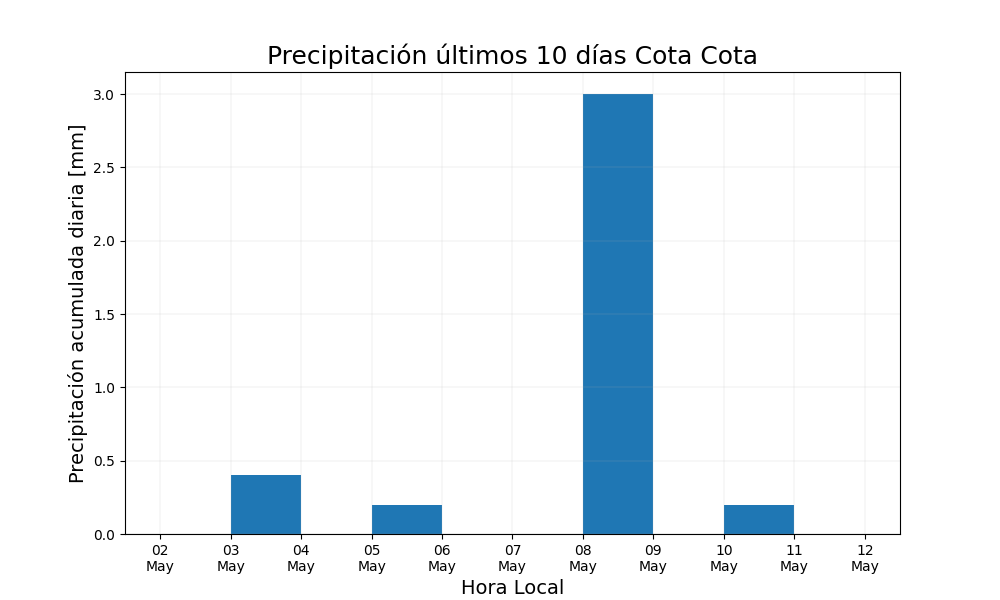 Precipitación últimos 10 días Cota Cota
Precipitación acumulada diaria [mm]
3.0
2.5
2.0
1.5
1.0
0.5
0.0
02 03 04 05 06 07 08 09 10 11 12
May May May May May May May May May May May
Hora Local